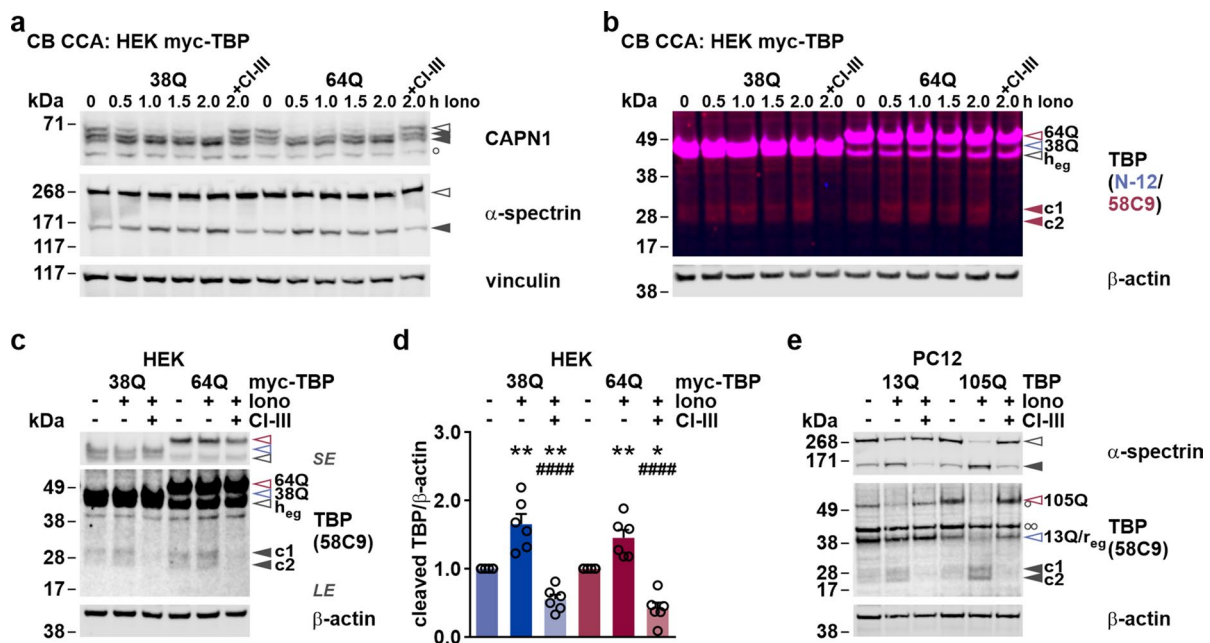 a
CB CCA: HEK myc-TBP
38Q +CI-III 64Q +CI-III
kDa 0 0.5 1.0 1.5 2.0 2.0 0 0.5 1.0 1.5 2.0 2.0 h Iono
71
CAPN1
268
α-spectrin
171
117
117
vinculin
b
CB CCA: HEK myc-TBP
38Q +CI-III 64Q +CI-III
kDa 0 0.5 1.0 1.5 2.0 2.0 0 0.5 1.0 1.5 2.0 2.0 h Iono
49
64Q
38Q
heg
38
TBP
(N-12/
58C9)
28
c1
c2
17
β-actin
38
c
HEK
38Q 64Q myc-TBP
- + + - + + Iono
kDa - - + - - + CI-III
SE
49
64Q
38Q
heg
38
TBP
(58C9)
28
c1
c2
17
LE
β-actin
38
d
HEK
38Q 64Q myc-TBP
- + + - + + Iono
- - + - - + CI-III
cleaved TBP/β-actin
3.0
2.0
1.0
0.0
** ** ** *
#### ####
e
PC12
13Q 105Q TBP
- + + - + + Iono
kDa - - + - - + CI-III
268
α-spectrin
171
49
105Q
38
13Q/reg
TBP
(58C9)
28
c1
c2
17
β-actin
38